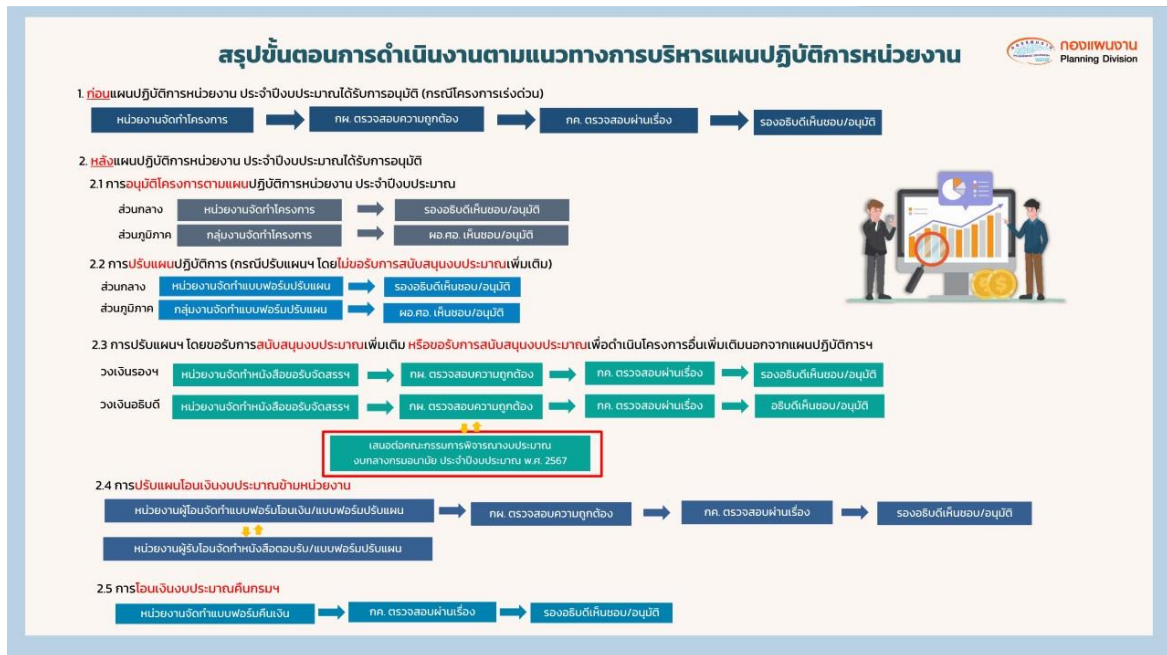 สรุปขั้นตอนการดำเนินงานตามแนวทางการบริหารแผนปฏิบัติการหน่วยงาน
กองแผนงาน
Planning Division
1. ก่อนแผนปฏิบัติการหน่วยงาน ประจำปีงบประมาณได้รับการอนุมัติ (กรณีโครงการเร่งด่วน)
หน่วยงานจัดทำโครงการ กผ. ตรวจสอบความถูกต้อง กค. ตรวจสอบผ่านเรื่อง รองอธิบดีเห็นชอบ/อนุมัติ
2. หลังแผนปฏิบัติการหน่วยงาน ประจำปีงบประมาณได้รับการอนุมัติ
2.1 การอนุมัติโครงการตามแผนปฏิบัติการหน่วยงาน ประจำปีงบประมาณ
ส่วนกลาง หน่วยงานจัดทำโครงการ รองอธิบดีเห็นชอบ/อนุมัติ
ส่วนภูมิภาค กลุ่มงานจัดทำโครงการ ผอ.ศอ. เห็นชอบ/อนุมัติ
2.2 การปรับแผนปฏิบัติการ (กรณีปรับแผนฯ โดยไม่ขอรับการสนับสนุนงบประมาณเพิ่มเติม)
ส่วนกลาง หน่วยงานจัดทำแบบฟอร์มปรับแผน รองอธิบดีเห็นชอบ/อนุมัติ
ส่วนภูมิภาค กลุ่มงานจัดทำแบบฟอร์มปรับแผน ผอ.ศอ. เห็นชอบ/อนุมัติ
2.3 การปรับแผนฯ โดยขอรับการสนับสนุนงบประมาณเพิ่มเติม หรือขอรับการสนับสนุนงบประมาณเพื่อดำเนินโครงการอื่นเพิ่มเติมนอกจากแผนปฏิบัติการฯ
วงเงินรองฯ หน่วยงานจัดทำหนังสือขอรับจัดสรรฯ กผ. ตรวจสอบความถูกต้อง กค. ตรวจสอบผ่านเรื่อง รองอธิบดีเห็นชอบ/อนุมัติ
วงเงินอธิบดี หน่วยงานจัดทำหนังสือขอรับจัดสรรฯ กผ. ตรวจสอบความถูกต้อง กค. ตรวจสอบผ่านเรื่อง อธิบดีเห็นชอบ/อนุมัติ
เสนอต่อคณะกรรมการพิจารณางบประมาณ
งบกลางกรมอนามัย ประจำปีงบประมาณ พ.ศ. 2567
2.4 การปรับแผนโอนเงินงบประมาณข้ามหน่วยงาน
หน่วยงานผู้โอนจัดทำแบบฟอร์มโอนเงิน/แบบฟอร์มปรับแผน กผ. ตรวจสอบความถูกต้อง กค. ตรวจสอบผ่านเรื่อง รองอธิบดีเห็นชอบ/อนุมัติ
หน่วยงานผู้รับโอนจัดทำหนังสือตอบรับ/แบบฟอร์มปรับแผน
2.5 การโอนเงินงบประมาณคืนกรมฯ
หน่วยงานจัดทำแบบฟอร์มคืนเงิน กค. ตรวจสอบผ่านเรื่อง รองอธิบดีเห็นชอบ/อนุมัติ